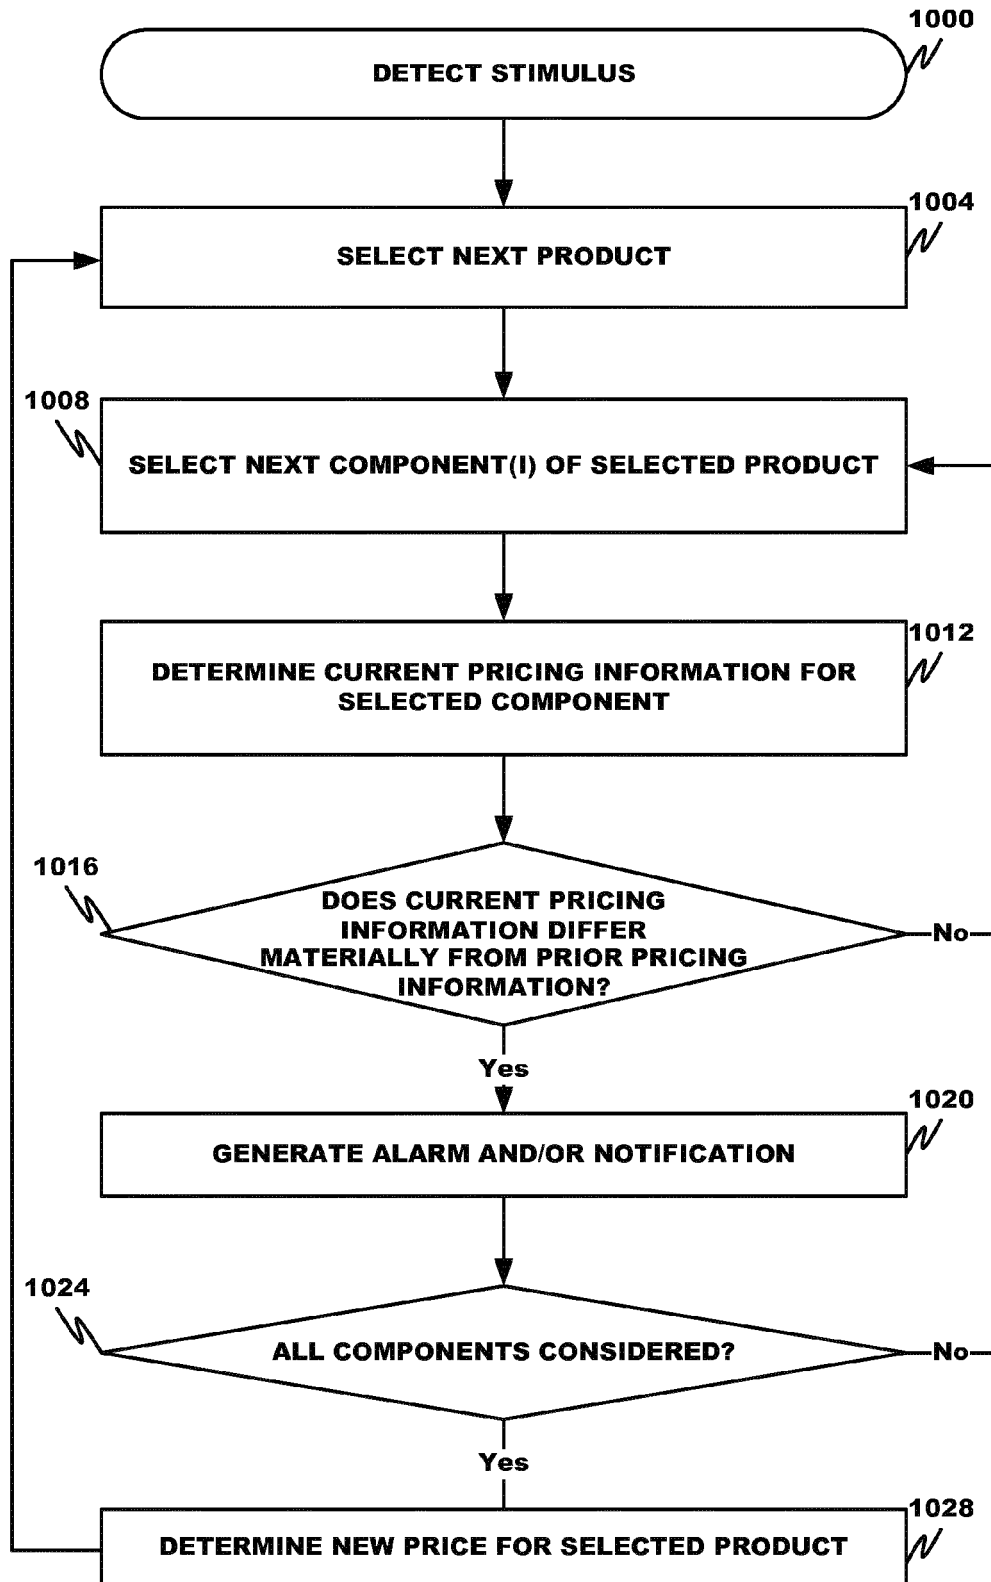 1000
DETECT STIMULUS
1004
SELECT NEXT PRODUCT
1008
SELECT NEXT COMPONENT(I) OF SELECTED PRODUCT
1012
DETERMINE CURRENT PRICING INFORMATION FOR
SELECTED COMPONENT
1016
DOES CURRENT PRICING
INFORMATION DIFFER
MATERIALLY FROM PRIOR PRICING
INFORMATION?
No
Yes
1020
GENERATE ALARM AND/OR NOTIFICATION
1024
ALL COMPONENTS CONSIDERED?
No
Yes
1028
DETERMINE NEW PRICE FOR SELECTED PRODUCT